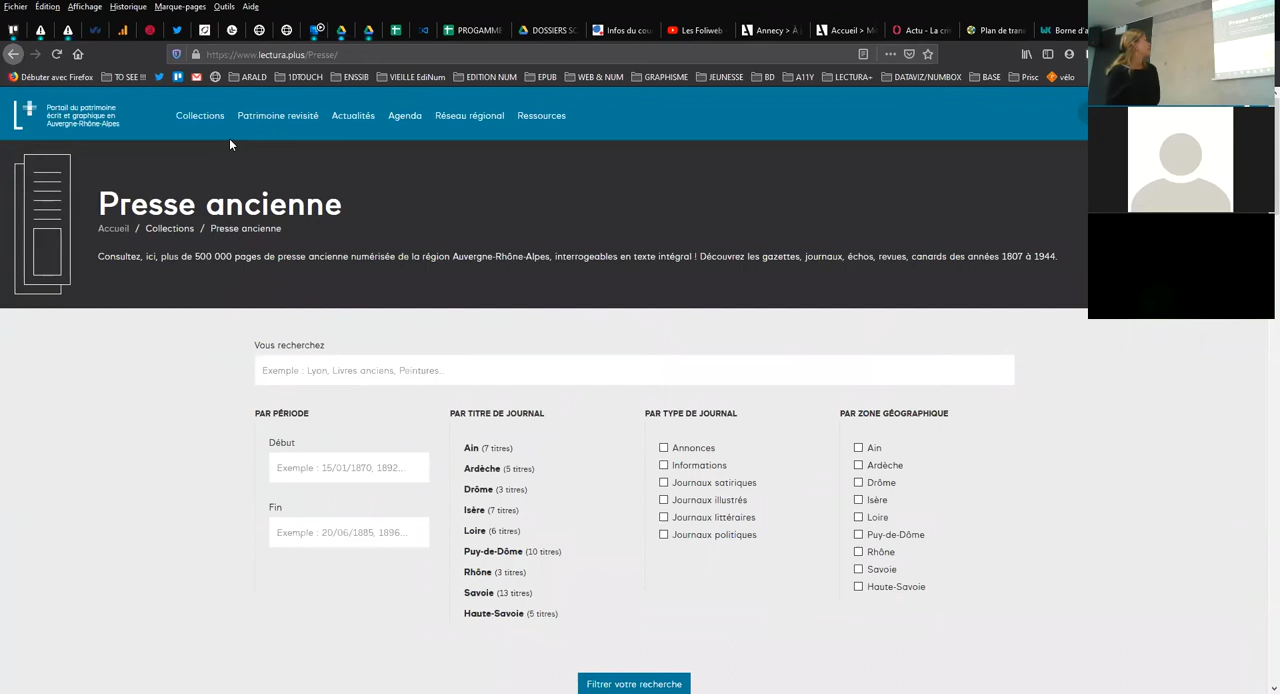 Fichier Édition Affichage Historique Marque-pages Outils Aide
PROGAMME DOSSIERS SC Infos du cou Les Foliweb Annecy > À Accueil > Mé Actu - La cri Plan de tran Borne d'a
https://www.lectura.plus/Presse/
Débuter avec Firefox TO SEE !!! ARALD 1DTOUCH ENSSIB VIEILLE EdiNum EDITION NUM EPUB WEB & NUM GRAPHISME JEUNESSE BD A11Y LECTURA+ DATAVIZ/NUMBOX BASE Prisc vélo
Portail du patrimoine
écrit et graphique en
Auvergne-Rhône-Alpes
Collections Patrimoine revisité Actualités Agenda Réseau régional Ressources
Presse ancienne
Accueil / Collections / Presse ancienne
Consultez, ici, plus de 500 000 pages de presse ancienne numérisée de la région Auvergne-Rhône-Alpes, interrogeables en texte intégral ! Découvrez les gazettes, journaux, échos, revues, canards des années 1807 à 1944.
Vous recherchez
Exemple : Lyon, Livres anciens, Peintures...
PAR PÉRIODE
Début
Exemple : 15/01/1870, 1892...
Fin
Exemple : 20/06/1885, 1896...
PAR TITRE DE JOURNAL
Ain (7 titres)
Ardèche (5 titres)
Drôme (3 titres)
Isère (7 titres)
Loire (6 titres)
Puy-de-Dôme (10 titres)
Rhône (3 titres)
Savoie (13 titres)
Haute-Savoie (5 titres)
PAR TYPE DE JOURNAL
Annonces
Informations
Journaux satiriques
Journaux illustrés
Journaux littéraires
Journaux politiques
PAR ZONE GÉOGRAPHIQUE
Ain
Ardèche
Drôme
Isère
Loire
Puy-de-Dôme
Rhône
Savoie
Haute-Savoie
Filtrer votre recherche